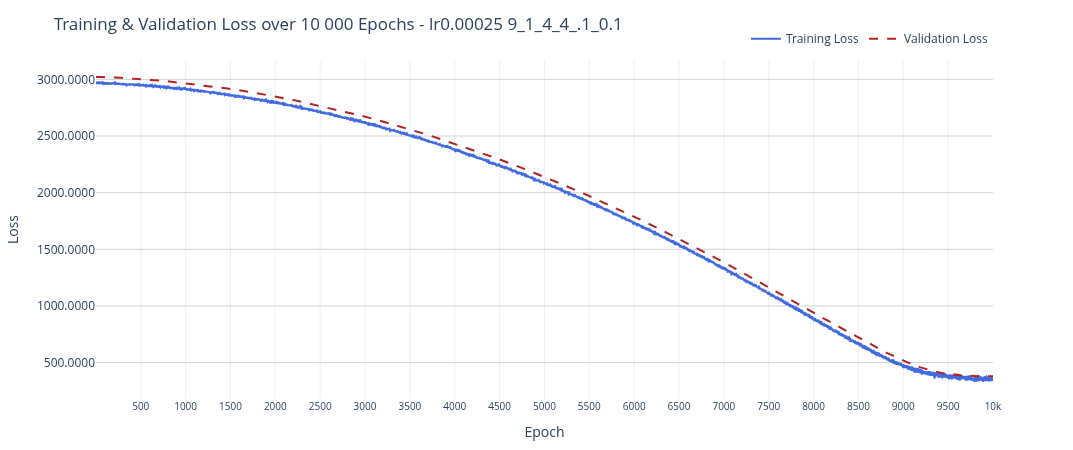 Training & Validation Loss over 10 000 Epochs - lr0.00025 9_1_4_4_.1_0.1
Training Loss
Validation Loss
3000.0000
2500.0000
2000.0000
1500.0000
1000.0000
500.0000
Loss
500 1000 1500 2000 2500 3000 3500 4000 4500 5000 5500 6000 6500 7000 7500 8000 8500 9000 9500 10k
Epoch